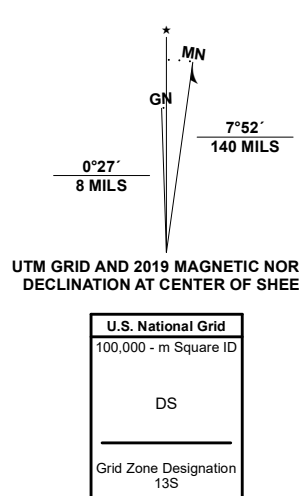 ★
MN
GN
7°52´
140 MILS
0°27´
8 MILS
UTM GRID AND 2019 MAGNETIC NOR
DECLINATION AT CENTER OF SHEE
U.S. National Grid
100,000 - m Square ID
DS
Grid Zone Designation
13S